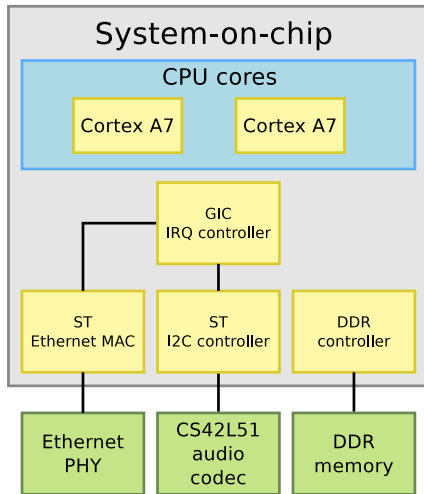 System-on-chip
CPU cores
Cortex A7
Cortex A7
GIC
IRQ controller
ST
Ethernet MAC
ST
I2C controller
DDR
controller
Ethernet
PHY
CS42L51
audio
codec
DDR
memory